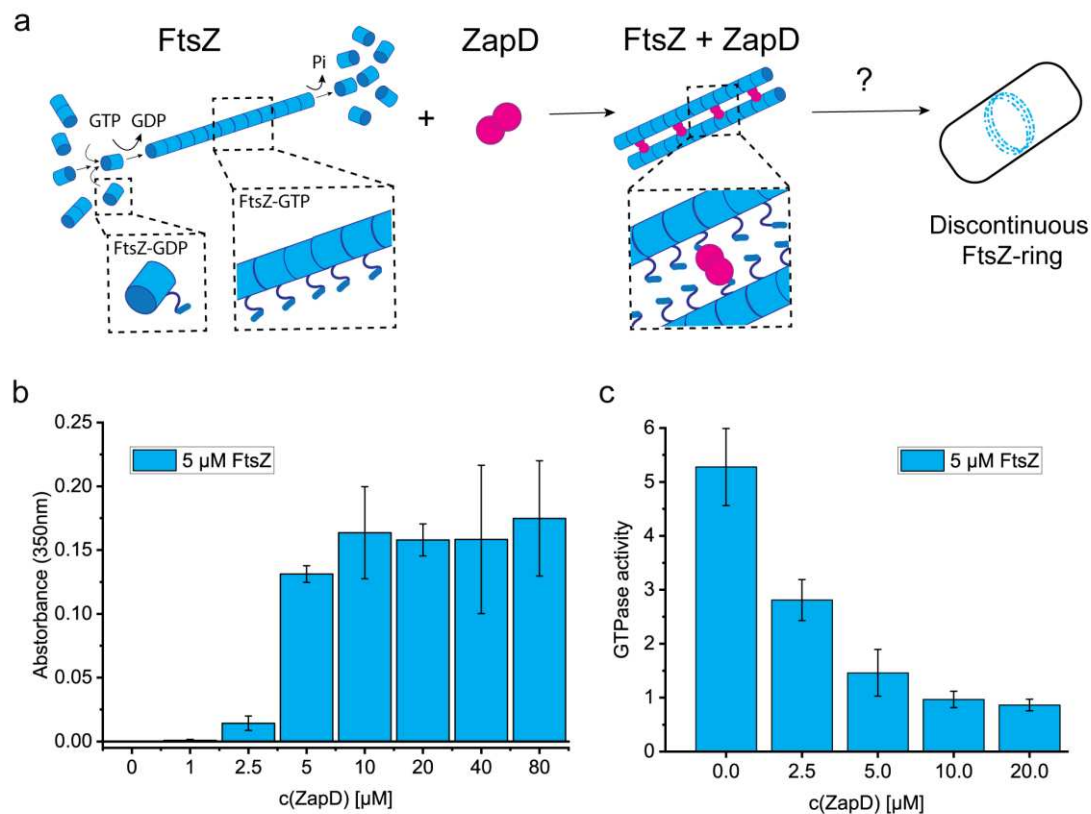 a
FtsZ
ZapD
FtsZ + ZapD
Pi
GTP
GDP
+
?
FtsZ-GDP
FtsZ-GTP
Discontinuous
FtsZ-ring
b
0.25
0.20
0.15
0.10
0.05
0.00
Abstorbance (350nm)
5 µM FtsZ
0 1 2.5 5 10 20 40 80
c(ZapD) [µM]
c
6
5
4
3
2
1
0
GTPase activity
5 µM FtsZ
0.0 2.5 5.0 10.0 20.0
c(ZapD) [µM]